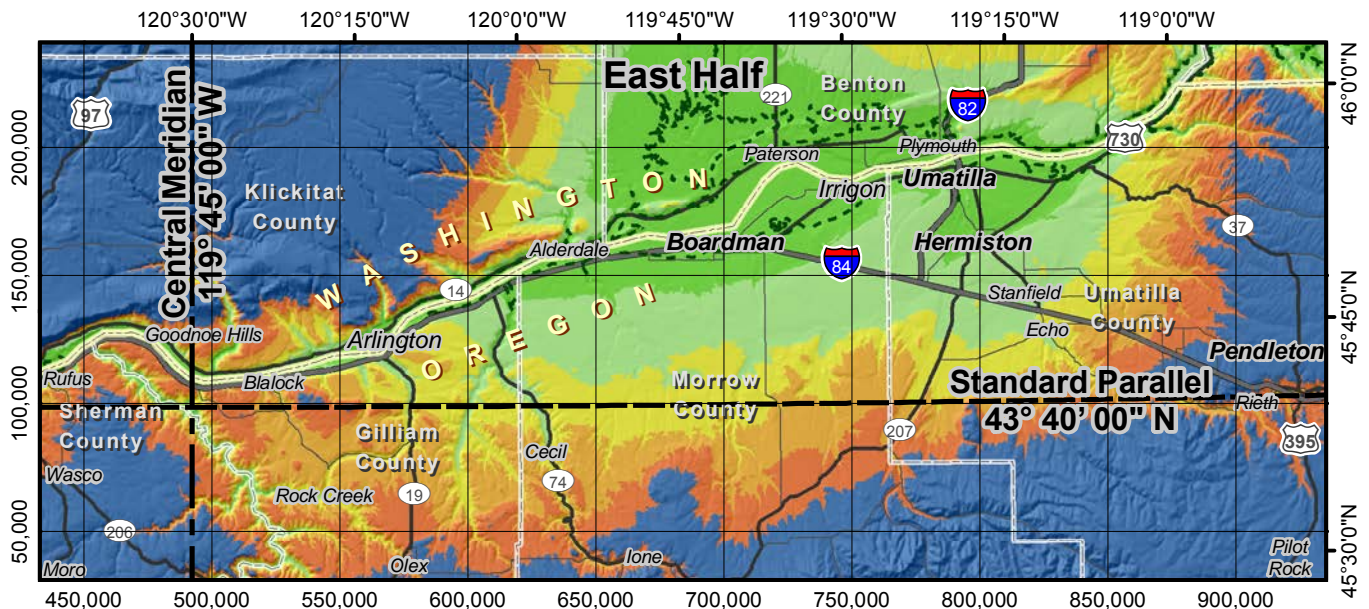 120°30'0"W 120°15'0"W 120°0'0"W 119°45'0"W 119°30'0"W 119°15'0"W 119°0'0"W
East Half
Benton
County
221
82
97
730
Central Meridian
119° 45' 00" W
Klickitat
County
Paterson
Plymouth
Irrigon
Umatilla
WASHINGTON
37
Alderdale
Boardman
Hermiston
84
14
OREGON
Stanfield
Umatilla
County
Goodnoe Hills
Arlington
Echo
Pendleton
Rufus
Blalock
Morrow
County
Standard Parallel
43° 40' 00" N
Rieth
Sherman
County
Gilliam
County
207
395
Cecil
Wasco
Rock Creek
19
74
206
Moro
Olex
Ione
Pilot
Rock
200,000
150,000
100,000
50,000
46°0'0"N
45°45'0"N
45°30'0"N
450,000 500,000 550,000 600,000 650,000 700,000 750,000 800,000 850,000 900,000